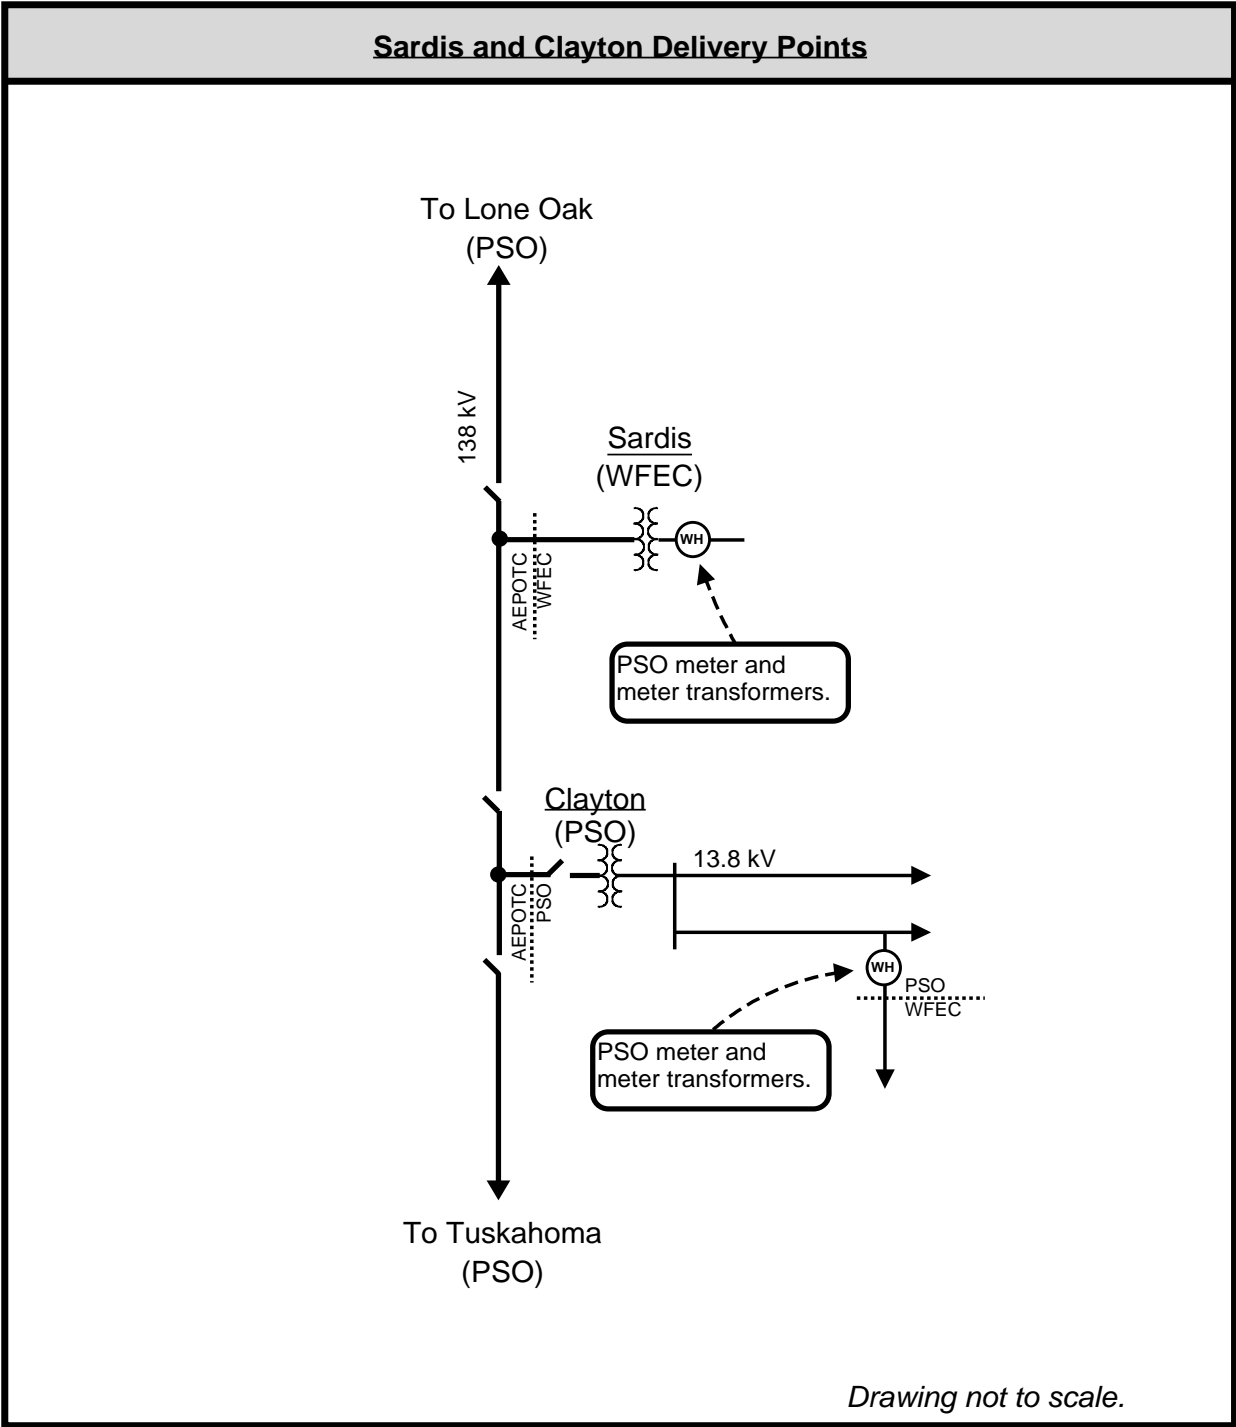 Sardis and Clayton Delivery Points
To Lone Oak
(PSO)
138 kV
Sardis
(WFEC)
WH
AEPOTC
WFEC
PSO meter and
meter transformers.
Clayton
(PSO)
13.8 kV
AEPOTC
PSO
WH
PSO
WFEC
PSO meter and
meter transformers.
To Tuskahoma
(PSO)
Drawing not to scale.